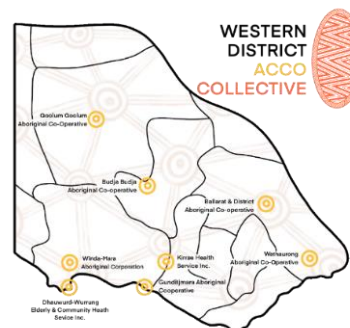 WESTERN
DISTRICT
ACCO
COLLECTIVE
Goolum Goolum
Aboriginal Co-Operative
Budja Budja
Aboriginal Co-operative
Ballarat & District
Aboriginal Co-operative
Winda-Mara
Aboriginal Corporation
Kirrae Health
Service Inc.
Wathaurong
Aboriginal Co-Operative
Dhauwurd-Wurrung
Elderly & Community Heath
Service Inc.
Gunditjmara Aboriginal
Cooperative